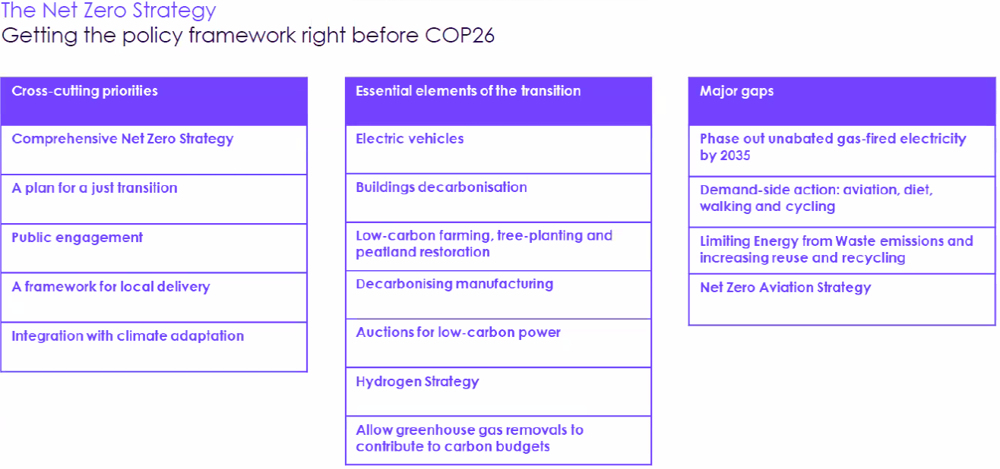 The Net Zero Strategy
Getting the policy framework right before COP26
Cross-cutting priorities
Comprehensive Net Zero Strategy
A plan for a just transition
Public engagement
A framework for local delivery
Integration with climate adaptation
Essential elements of the transition
Electric vehicles
Buildings decarbonisation
Low-carbon farming, tree-planting and
peatland restoration
Decarbonising manufacturing
Auctions for low-carbon power
Hydrogen Strategy
Allow greenhouse gas removals to
contribute to carbon budgets
Major gaps
Phase out unabated gas-fired electricity
by 2035
Demand-side action: aviation, diet,
walking and cycling
Limiting Energy from Waste emissions and
increasing reuse and recycling
Net Zero Aviation Strategy